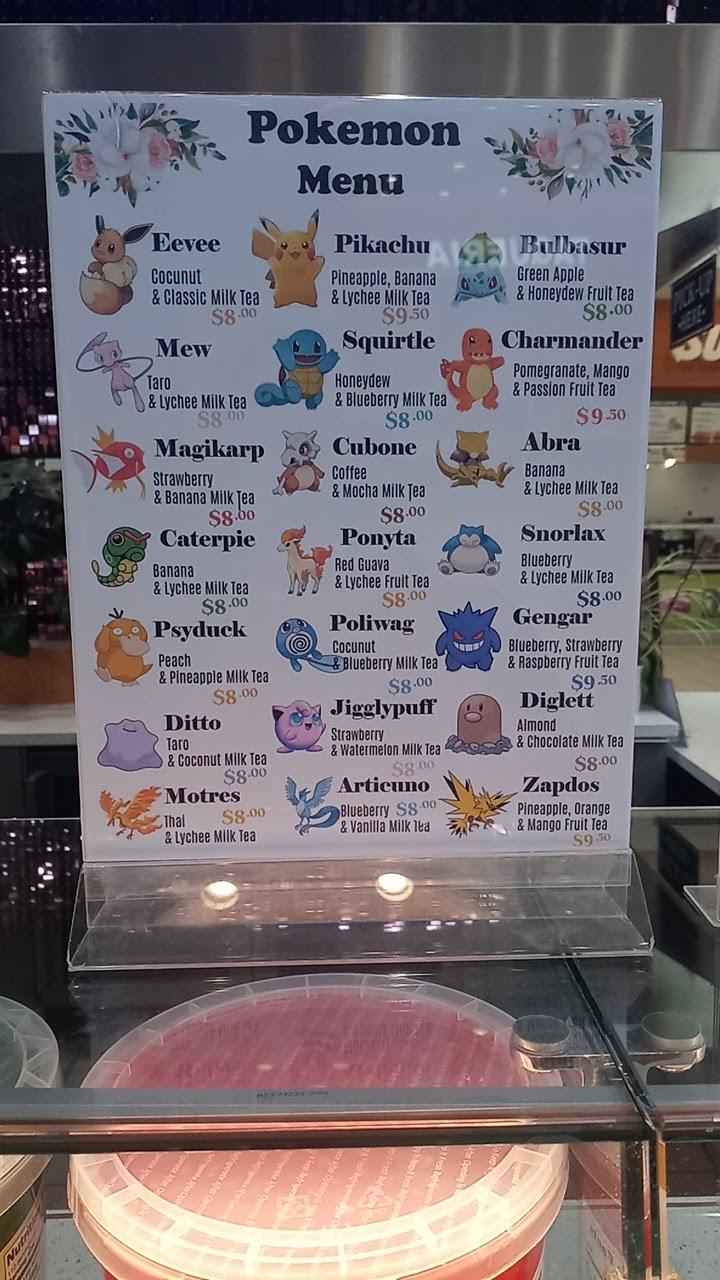 Pokemon
Menu
Eevee
Cocunut
& Classic Milk Tea
$8.00
Pikachu
Pineapple, Banana
& Lychee Milk Tea
$9.50
Bulbasur
Green Apple
& Honeydew Fruit Tea
$8.00
Mew
Taro
& Lychee Milk Tea
$8.00
Squirtle
Honeydew
& Blueberry Milk Tea
$8.00
Charmander
Pomegranate, Mango
& Passion Fruit Tea
$9.50
Magikarp
Strawberry
& Banana Milk Tea
$8.00
Cubone
Coffee
& Mocha Milk Tea
$8.00
Abra
Banana
& Lychee Milk Tea
$8.00
Caterpie
Banana
& Lychee Milk Tea
$8.00
Ponyta
Red Guava
& Lychee Fruit Tea
$8.00
Snorlax
Blueberry
& Lychee Milk Tea
$8.00
Psyduck
Peach
& Pineapple Milk Tea
$8.00
Poliwag
Cocunut
& Blueberry Milk Tea
$8.00
Gengar
Blueberry, Strawberry
& Raspberry Fruit Tea
$9.50
Ditto
Taro
& Coconut Milk Tea
$8.00
Jigglypuff
Strawberry
& Watermelon Milk Tea
$8.00
Diglett
Almond
& Chocolate Milk Tea
$8.00
Motres
$8.00
Thai
& Lychee Milk Tea
Articuno
Blueberry $8.00
& Vanilla Milk Tea
Zapdos
Pineapple, Orange
& Mango Fruit Tea
$9.50
PICK-UP
HERE